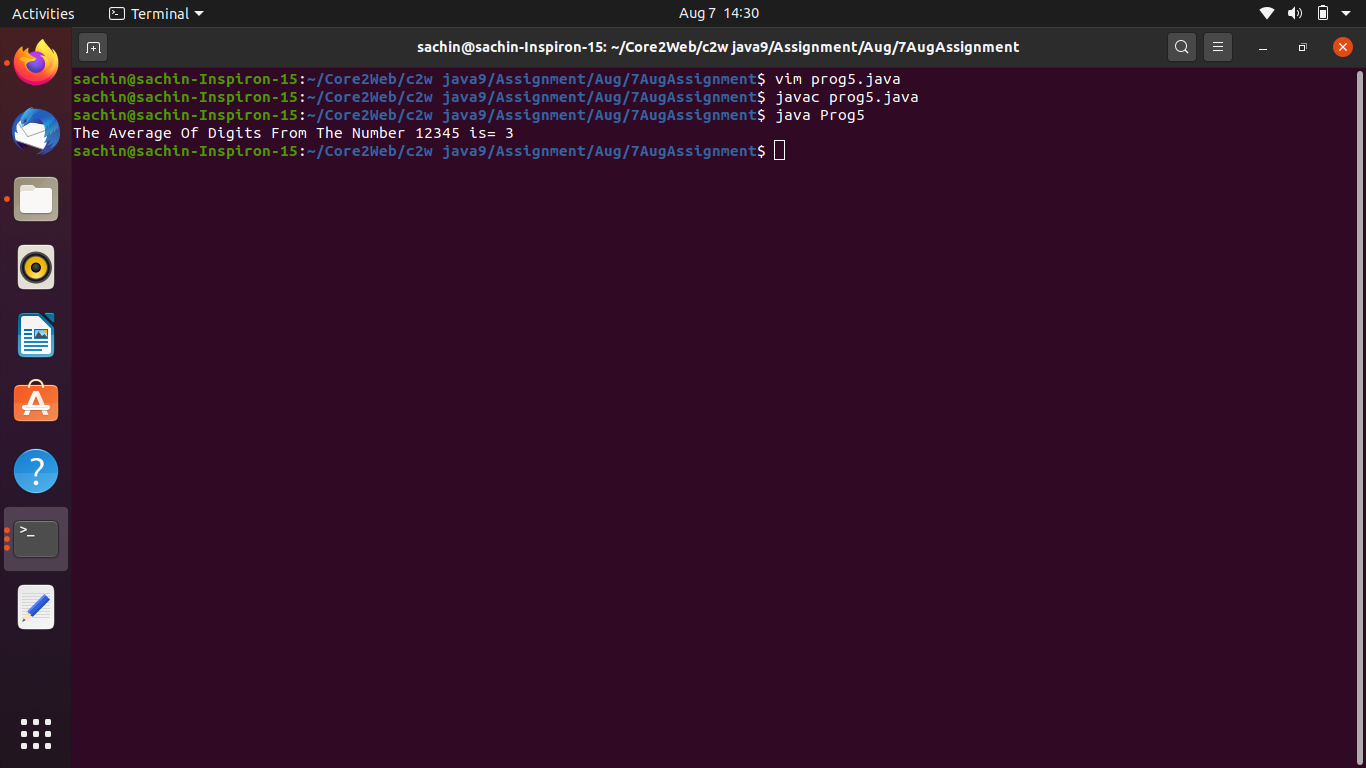 Activities
Terminal
Aug 7 14:30
sachin@sachin-Inspiron-15: ~/Core2Web/c2w java9/Assignment/Aug/7AugAssignment
sachin@sachin-Inspiron-15:~/Core2Web/c2w java9/Assignment/Aug/7AugAssignment$ vim prog5.java
sachin@sachin-Inspiron-15:~/Core2Web/c2w java9/Assignment/Aug/7AugAssignment$ javac prog5.java
sachin@sachin-Inspiron-15:~/Core2Web/c2w java9/Assignment/Aug/7AugAssignment$ java Prog5
The Average Of Digits From The Number 12345 is= 3
sachin@sachin-Inspiron-15:~/Core2Web/c2w java9/Assignment/Aug/7AugAssignment$